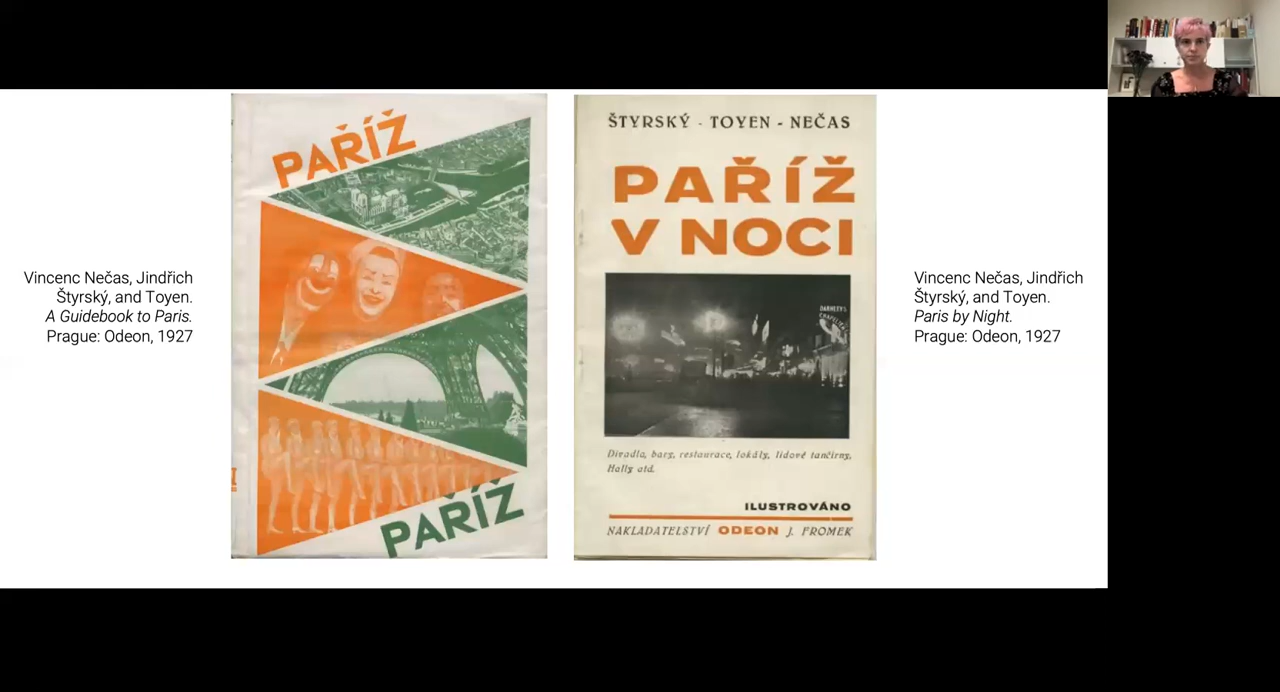 Vincenc Nečas, Jindřich
Štyrský, and Toyen.
A Guidebook to Paris.
Prague: Odeon, 1927
PAŘÍŽ
PAŘÍŽ
ŠTYRSKÝ - TOYEN - NEČAS
PAŘÍŽ
V NOCI
Divadla, bary, restaurace, lokály, lidové tančírny,
Hally atd.
ILUSTROVÁNO
NAKLADATELSTVÍ ODEON J. FROMEK
Vincenc Nečas, Jindřich
Štyrský, and Toyen.
Paris by Night.
Prague: Odeon, 1927